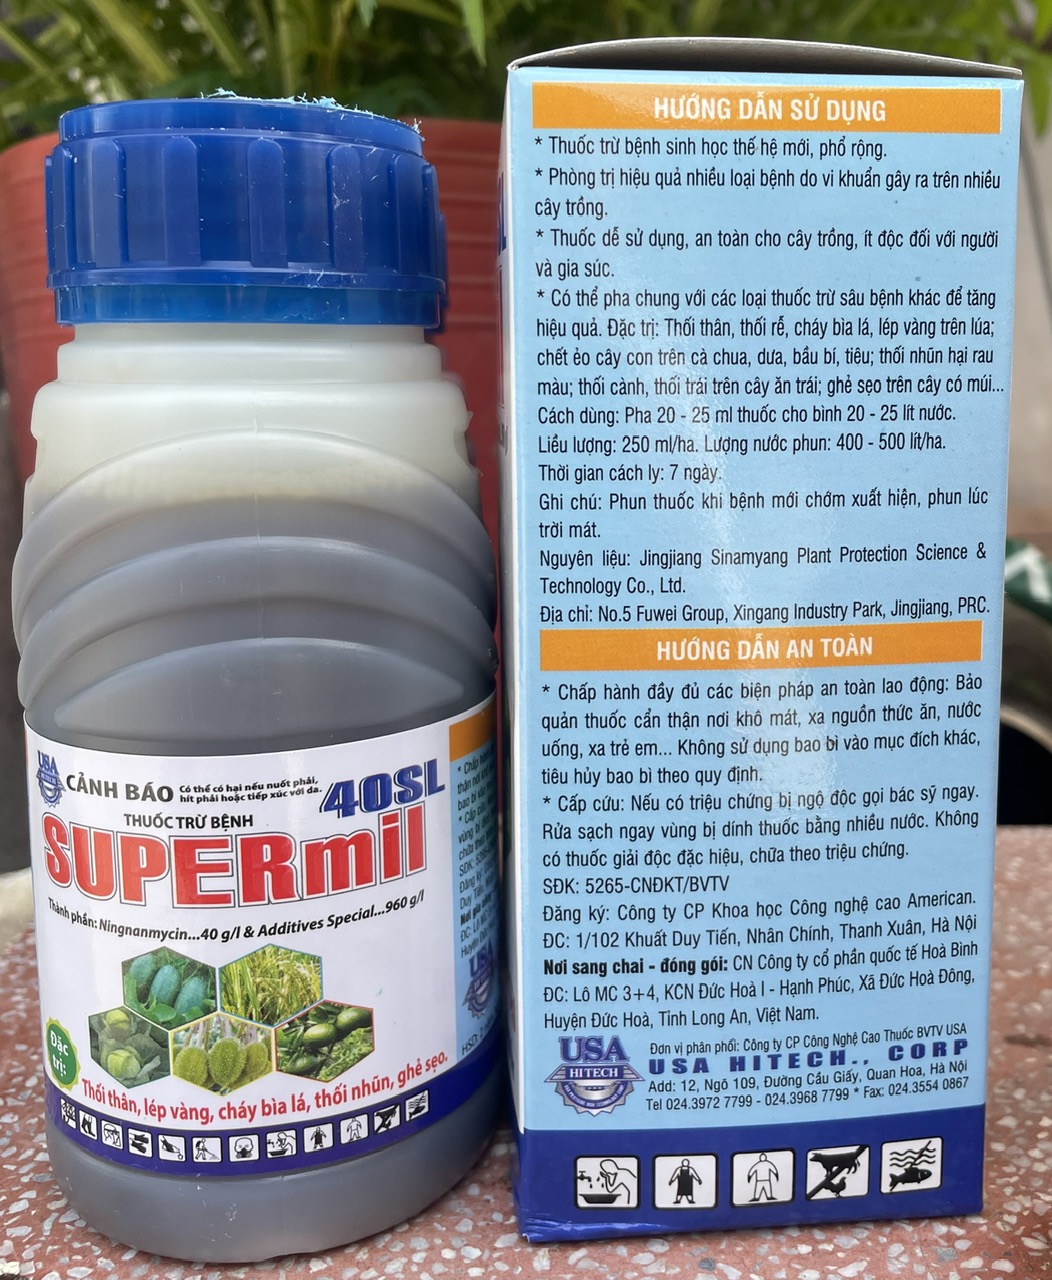 USA
HITECH
CẢNH BÁO
Có thể có hại nếu nuốt phải,
hít phải hoặc tiếp xúc với da.
40SL
THUỐC TRỪ BỆNH
SUPERmil
Thành phần: Ningnanmycin...40 g/l & Additives Special...960 g/l
Đặc
trị:
Thối thân, lép vàng, cháy bìa lá, thối nhũn, ghẻ sẹo.
HƯỚNG DẪN SỬ DỤNG
* Thuốc trừ bệnh sinh học thế hệ mới, phổ rộng.
* Phòng trị hiệu quả nhiều loại bệnh do vi khuẩn gây ra trên nhiều
cây trồng.
* Thuốc dễ sử dụng, an toàn cho cây trồng, ít độc đối với người
và gia súc.
* Có thể pha chung với các loại thuốc trừ sâu bệnh khác để tăng
hiệu quả. Đặc trị: Thối thân, thối rễ, cháy bìa lá, lép vàng trên lúa;
chết ẻo cây con trên cà chua, dưa, bầu bí, tiêu; thối nhũn hại rau
màu; thối cành, thối trái trên cây ăn trái; ghẻ sẹo trên cây có múi...
Cách dùng: Pha 20 - 25 ml thuốc cho bình 20 - 25 lít nước.
Liều lượng: 250 ml/ha. Lượng nước phun: 400 - 500 lít/ha.
Thời gian cách ly: 7 ngày.
Ghi chú: Phun thuốc khi bệnh mới chớm xuất hiện, phun lúc
trời mát.
Nguyên liệu: Jingjiang Sinamyang Plant Protection Science &
Technology Co., Ltd.
Địa chỉ: No.5 Fuwei Group, Xingang Industry Park, Jingjiang, PRC.
HƯỚNG DẪN AN TOÀN
* Chấp hành đầy đủ các biện pháp an toàn lao động: Bảo
quản thuốc cẩn thận nơi khô mát, xa nguồn thức ăn, nước
uống, xa trẻ em... Không sử dụng bao bì vào mục đích khác,
tiêu hủy bao bì theo quy định.
* Cấp cứu: Nếu có triệu chứng bị ngộ độc gọi bác sỹ ngay.
Rửa sạch ngay vùng bị dính thuốc bằng nhiều nước. Không
có thuốc giải độc đặc hiệu, chữa theo triệu chứng.
SĐK: 5265-CNĐKT/BVTV
Đăng ký: Công ty CP Khoa học Công nghệ cao American.
ĐC: 1/102 Khuất Duy Tiến, Nhân Chính, Thanh Xuân, Hà Nội
Nơi sang chai - đóng gói: CN Công ty cổ phần quốc tế Hoà Bình
ĐC: Lô MC 3+4, KCN Đức Hoà I - Hạnh Phúc, Xã Đức Hoà Đông,
Huyện Đức Hoà, Tỉnh Long An, Việt Nam.
USA
HITECH
Đơn vị phân phối: Công ty CP Công Nghệ Cao Thuốc BVTV USA
USA HITECH., CORP
Add: 12, Ngõ 109, Đường Cầu Giấy, Quan Hoa, Hà Nội
Tel 024.3972 7799 - 024.3968 7799 * Fax: 024.3554 0867